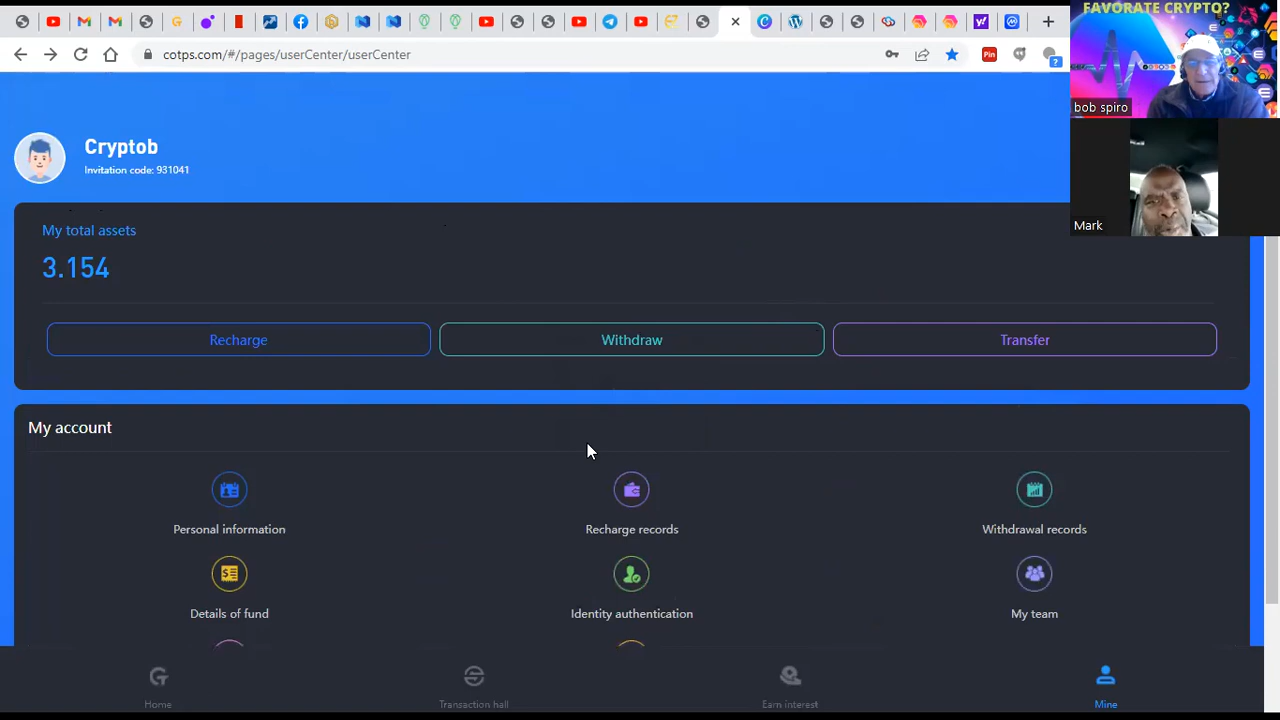 cotps.com/#/pages/userCenter/userCenter
Pin
?
FAVORATE CRYPTO?
bob spiro
Mark
Cryptob
Invitation code: 931041
My total assets
3.154
Recharge
Withdraw
Transfer
My account
Personal information
Recharge records
Withdrawal records
Details of fund
Identity authentication
My team
Home
Transaction hall
Earn interest
Mine